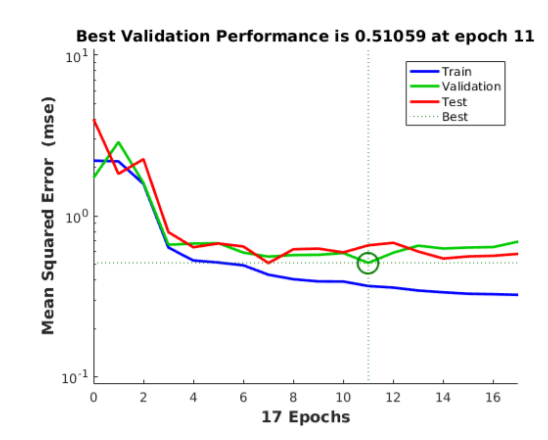 Best Validation Performance is 0.51059 at epoch 11
10^1
Train
Validation
Test
Best
10^0
10^-1
Mean Squared Error (mse)
0 2 4 6 8 10 12 14 16
17 Epochs